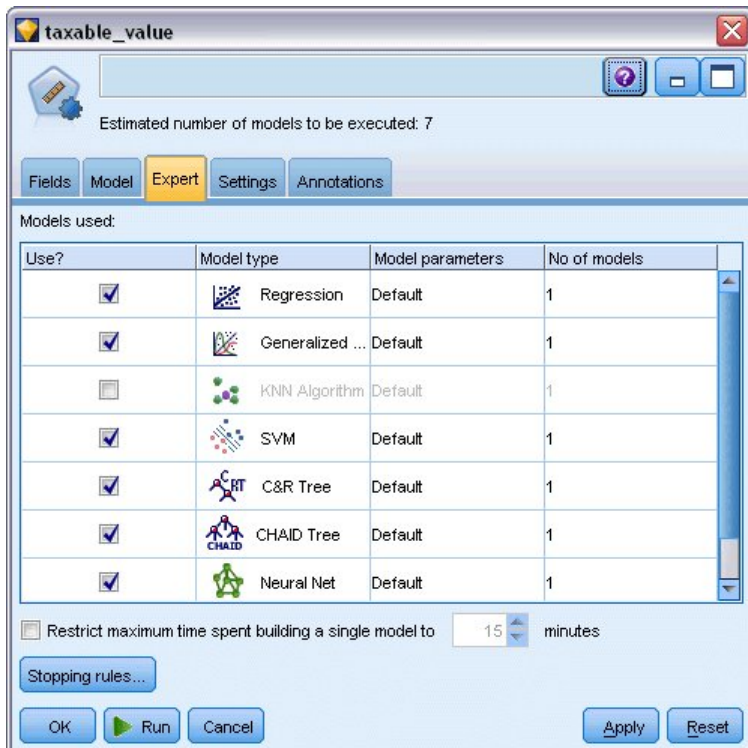 taxable_value
Estimated number of models to be executed: 7
Fields Model Expert Settings Annotations
Models used:
Use? Model type Model parameters No of models
Regression Default 1
Generalized ... Default 1
KNN Algorithm Default 1
SVM Default 1
C&R Tree Default 1
CHAID Tree Default 1
Neural Net Default 1
Restrict maximum time spent building a single model to 15 minutes
Stopping rules...
OK Run Cancel Apply Reset